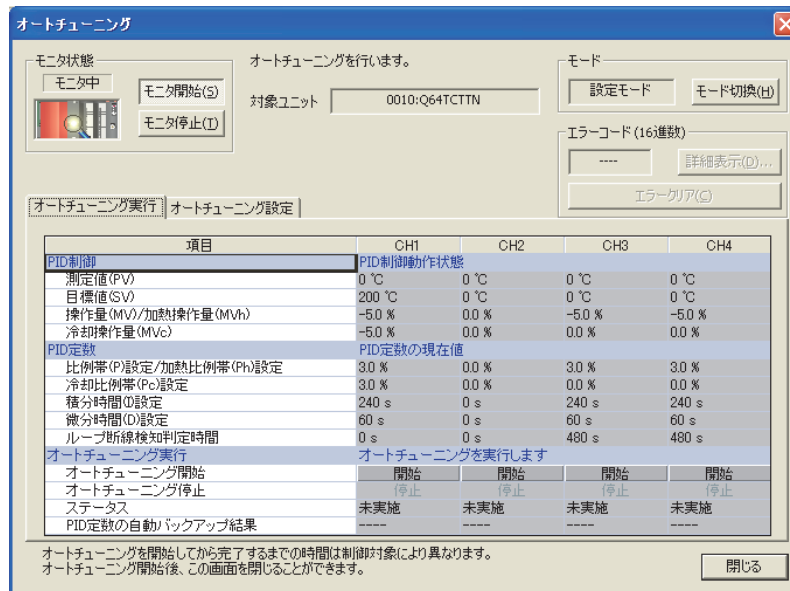 オートチューニング
モニタ状態
モニタ中
モニタ開始(S)
モニタ停止(T)
オートチューニングを行います。
対象ユニット 0010:Q64TCTTN
モード
設定モード モード切換(H)
エラーコード(16進数)
---- 詳細表示(D)...
エラークリア(C)
オートチューニング実行 オートチューニング設定
項目 CH1 CH2 CH3 CH4
PID制御 PID制御動作状態
測定値(PV) 0 ℃ 0 ℃ 0 ℃ 0 ℃
目標値(SV) 200 ℃ 0 ℃ 0 ℃ 0 ℃
操作量(MV)/加熱操作量(MVh) -5.0 % 0.0 % -5.0 % -5.0 %
冷却操作量(MVc) -5.0 % 0.0 % 0.0 % 0.0 %
PID定数 PID定数の現在値
比例帯(P)設定/加熱比例帯(Ph)設定 3.0 % 0.0 % 3.0 % 3.0 %
冷却比例帯(Pc)設定 3.0 % 0.0 % 0.0 % 0.0 %
積分時間(I)設定 240 s 0 s 240 s 240 s
微分時間(D)設定 60 s 0 s 60 s 60 s
ループ断線検知判定時間 0 s 0 s 480 s 480 s
オートチューニング実行 オートチューニングを実行します
オートチューニング開始 開始 開始 開始 開始
オートチューニング停止 停止 停止 停止 停止
ステータス 未実施 未実施 未実施 未実施
PID定数の自動バックアップ結果 ---- ---- ---- ----
オートチューニングを開始してから完了するまでの時間は制御対象により異なります。
オートチューニング開始後、この画面を閉じることができます。
閉じる